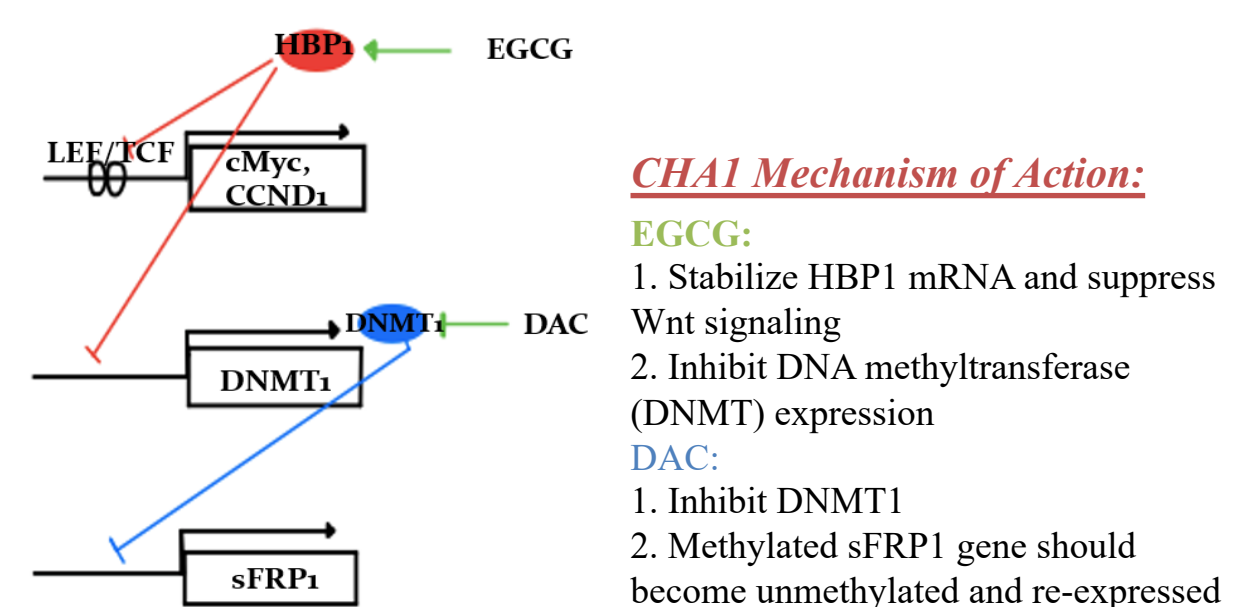 HBP1
EGCG
LEF/TCF
cMyc,
CCND1
DNMT1
DAC
DNMT1
sFRP1
CHA1 Mechanism of Action:
EGCG:
1. Stabilize HBP1 mRNA and suppress
Wnt signaling
2. Inhibit DNA methyltransferase
(DNMT) expression
DAC:
1. Inhibit DNMT1
2. Methylated sFRP1 gene should
become unmethylated and re-expressed